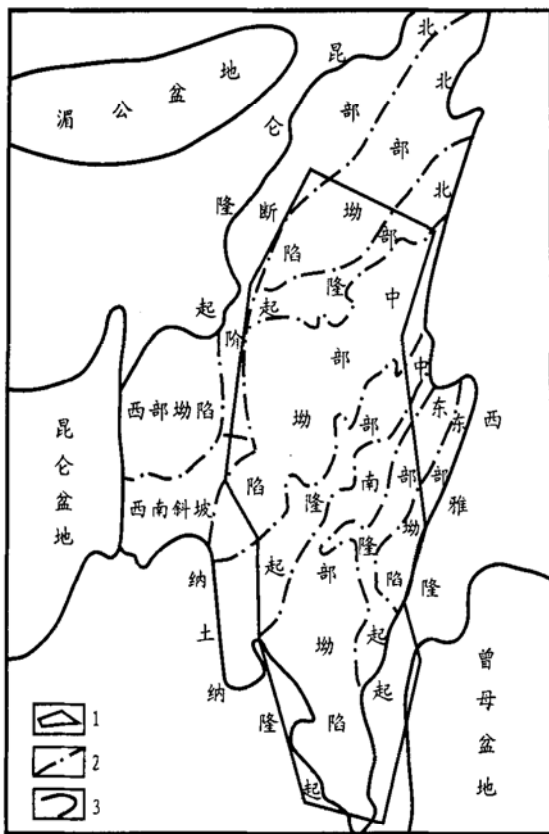 湄公盆地
昆仑隆起
北部断阶
北部坳陷
北部隆起
中部坳陷
西部坳陷
中部隆起
西南斜坡
昆仑盆地
南部坳陷
东部隆起
东部坳陷
西雅隆起
纳土纳隆起
曾母盆地
1
2
3